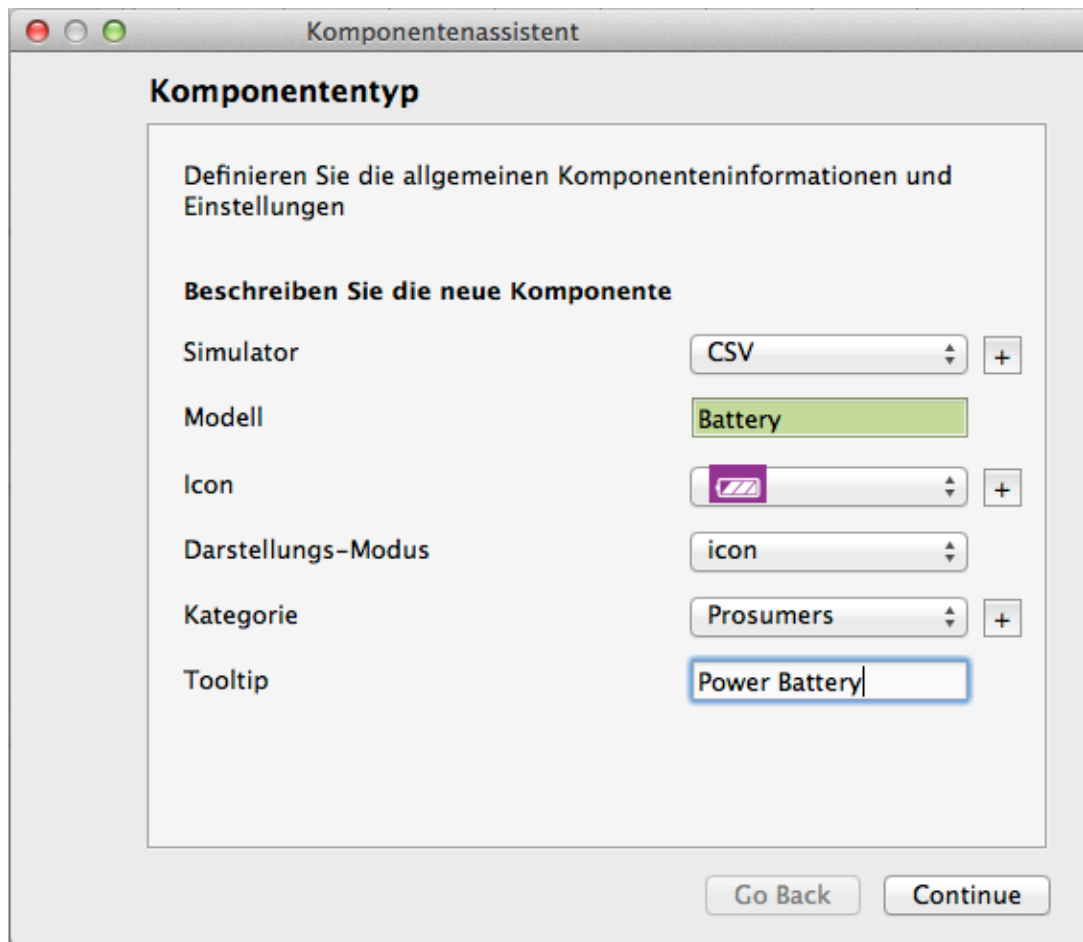 Komponentenassistent
Komponententyp
Definieren Sie die allgemeinen Komponenteninformationen und
Einstellungen
Beschreiben Sie die neue Komponente
Simulator CSV +
Modell Battery
Icon +
Darstellungs-Modus icon
Kategorie Prosumers +
Tooltip Power Battery
Go Back Continue